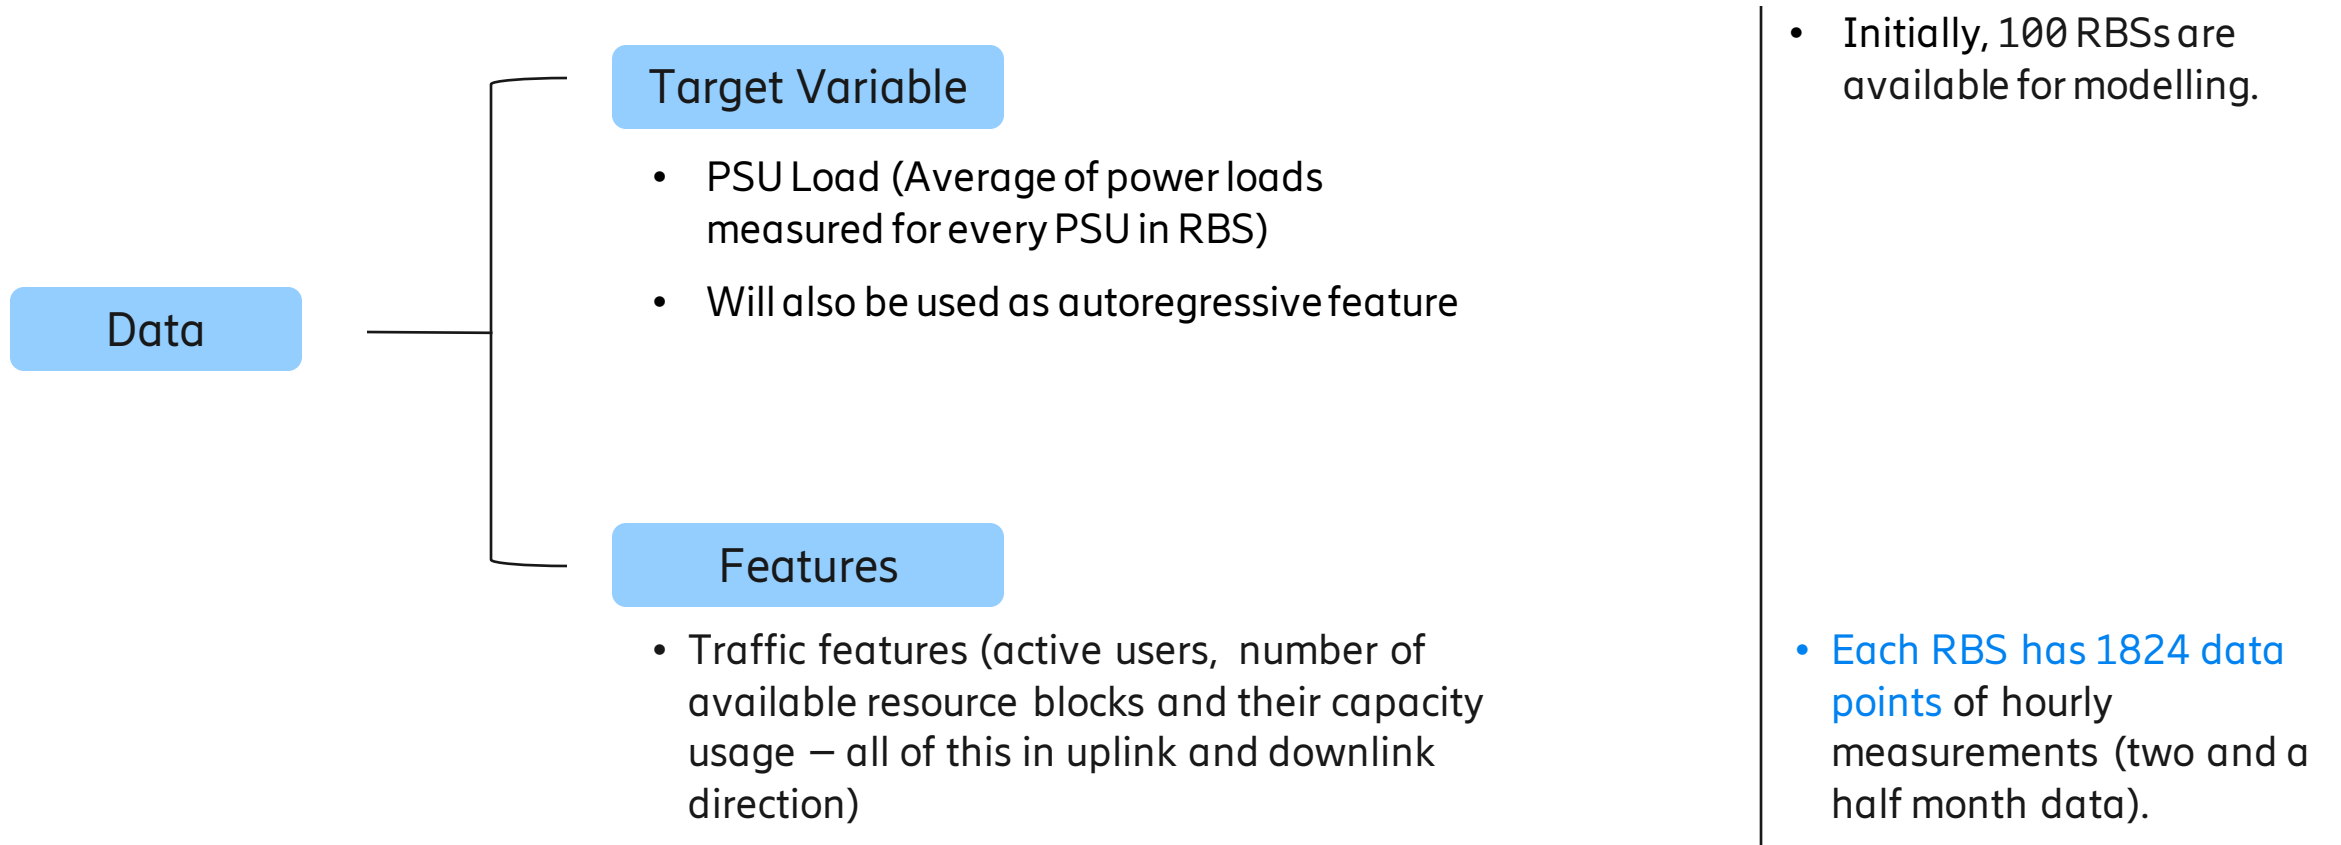 Data
Target Variable
• PSU Load (Average of power loads
measured for every PSU in RBS)
• Will also be used as autoregressive feature
Features
• Traffic features (active users, number of
available resource blocks and their capacity
usage – all of this in uplink and downlink
direction)
• Initially, 100 RBSs are
available for modelling.
• Each RBS has 1824 data
points of hourly
measurements (two and a
half month data).